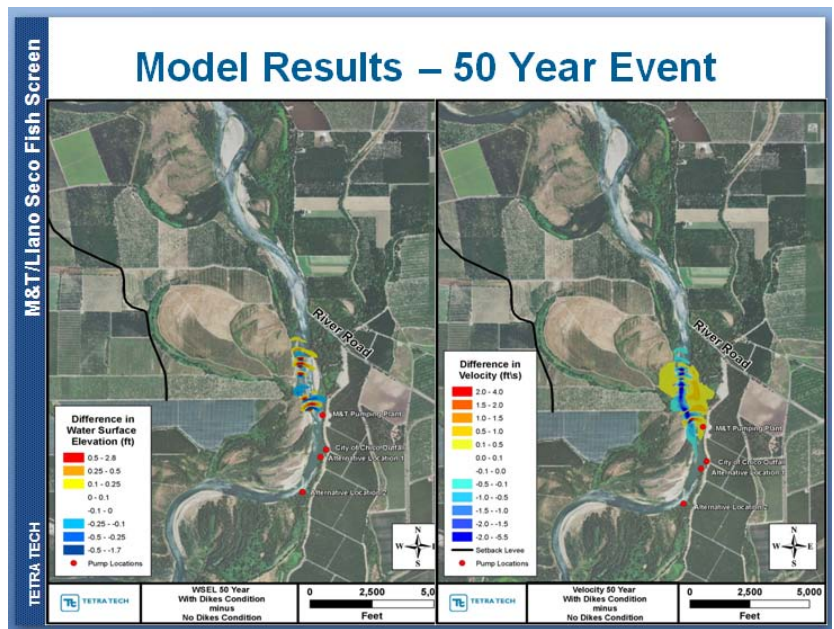 Model Results – 50 Year Event
M&T/Llano Seco Fish Screen
TETRA TECH
River Road
M&T Pumping Plant
City of Chico Outfall
Alternative Location 1
Alternative Location 2
Difference in
Water Surface
Elevation (ft)
0.5 - 2.8
0.25 - 0.5
0.1 - 0.25
0 - 0.1
-0.1 - 0
-0.25 - -0.1
-0.5 - -0.25
-0.5 - -1.7
Pump Locations
N
W
E
S
TETRA TECH
WSEL 50 Year
With Dikes Condition
minus
No Dikes Condition
0 2,500 5,00
Feet
River Road
M&T Pumping Plant
City of Chico Outfall
Alternative Location 1
Alternative Location 2
Difference in
Velocity (ft\s)
2.0 - 4.0
1.5 - 2.0
1.0 - 1.5
0.5 - 1.0
0.1 - 0.5
0.0 - 0.1
-0.1 - 0.0
-0.5 - -0.1
-1.0 - -0.5
-1.5 - -1.0
-2.0 - -1.5
-2.0 - -5.5
Setback Levee
Pump Locations
N
W E
S
TETRA TECH
Velocity 50 Year
With Dikes Condition
minus
No Dikes Condition
0 2,500 5,000
Feet